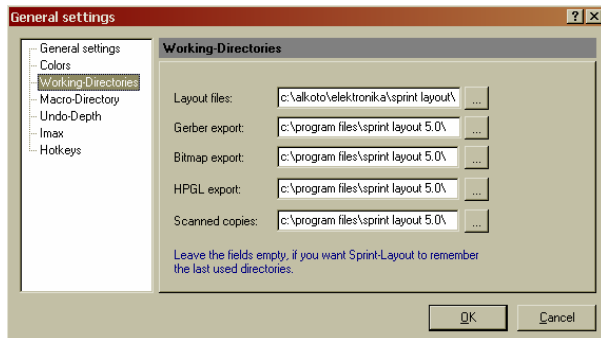 General settings
General settings
Colors
Working-Directories
Macro-Directory
Undo-Depth
Imax
Hotkeys
Working-Directories
Layout files: c:\alkoto\elektronika\sprint layout\ ...
Gerber export: c:\program files\sprint layout 5.0\ ...
Bitmap export: c:\program files\sprint layout 5.0\ ...
HPGL export: c:\program files\sprint layout 5.0\ ...
Scanned copies: c:\program files\sprint layout 5.0\ ...
Leave the fields empty, if you want Sprint-Layout to remember
the last used directories.
OK Cancel